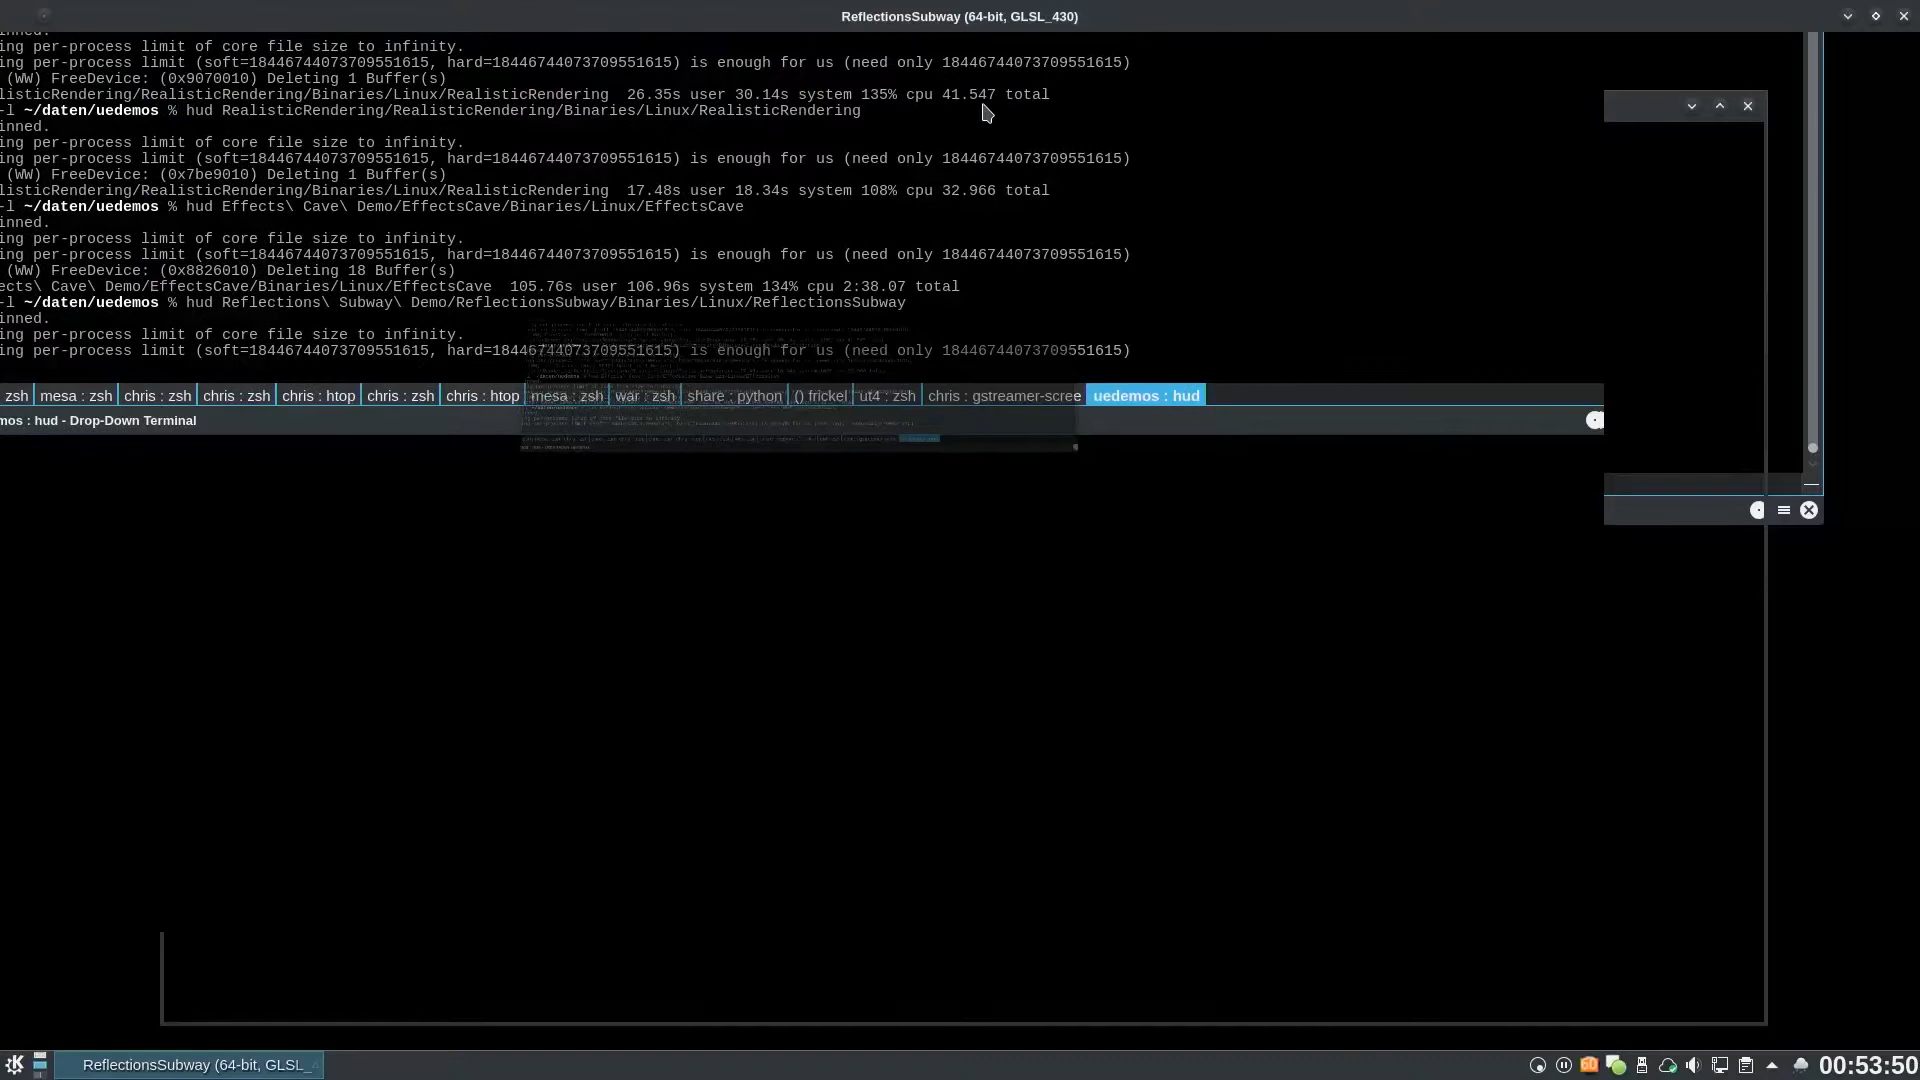 ReflectionsSubway (64-bit, GLSL_430)
inned.
ing per-process limit of core file size to infinity.
ing per-process limit (soft=18446744073709551615, hard=18446744073709551615) is enough for us (need only 18446744073709551615)
(WW) FreeDevice: (0x9070010) Deleting 1 Buffer(s)
listicRendering/RealisticRendering/Binaries/Linux/RealisticRendering  26.35s user 30.14s system 135% cpu 41.547 total
-l ~/daten/uedemos % hud RealisticRendering/RealisticRendering/Binaries/Linux/RealisticRendering
inned.
ing per-process limit of core file size to infinity.
ing per-process limit (soft=18446744073709551615, hard=18446744073709551615) is enough for us (need only 18446744073709551615)
(WW) FreeDevice: (0x7be9010) Deleting 1 Buffer(s)
listicRendering/RealisticRendering/Binaries/Linux/RealisticRendering  17.48s user 18.34s system 108% cpu 32.966 total
-l ~/daten/uedemos % hud Effects\ Cave\ Demo/EffectsCave/Binaries/Linux/EffectsCave
inned.
ing per-process limit of core file size to infinity.
ing per-process limit (soft=18446744073709551615, hard=18446744073709551615) is enough for us (need only 18446744073709551615)
(WW) FreeDevice: (0x8826010) Deleting 18 Buffer(s)
ects\ Cave\ Demo/EffectsCave/Binaries/Linux/EffectsCave  105.76s user 106.96s system 134% cpu 2:38.07 total
-l ~/daten/uedemos % hud Reflections\ Subway\ Demo/ReflectionsSubway/Binaries/Linux/ReflectionsSubway
inned.
ing per-process limit of core file size to infinity.
ing per-process limit (soft=18446744073709551615, hard=18446744073709551615) is enough for us (need only 18446744073709551615)
zsh mesa : zsh chris : zsh chris : zsh chris : htop chris : zsh chris : htop mesa : zsh war : zsh share : python () frickel ut4 : zsh chris : gstreamer-scree uedemos : hud
mos : hud - Drop-Down Terminal
ReflectionsSubway (64-bit, GLSL_
60
00:53:50